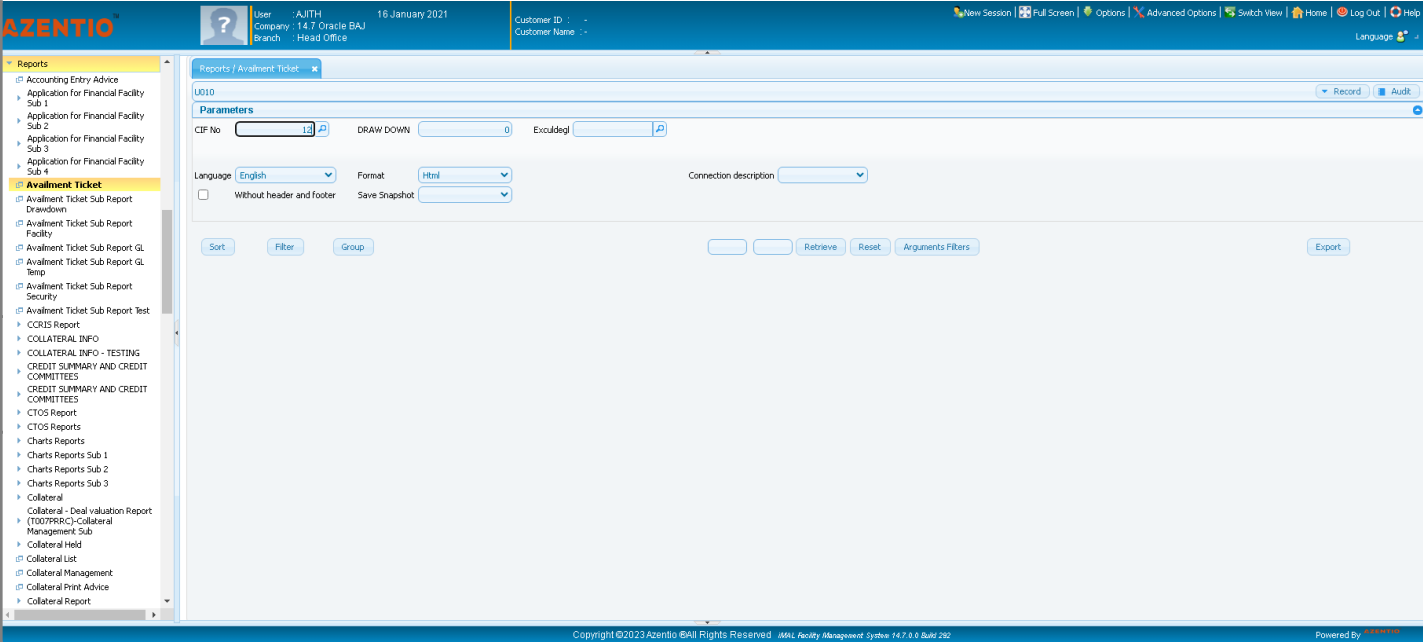 AZENTIO™
User : AJITH 16 January 2021
Company : 14.7 Oracle BAJ
Branch : Head Office
Customer ID : -
Customer Name : -
New Session | Full Screen | Options | Advanced Options | Switch View | Home | Log Out | Help
Language
Reports
Accounting Entry Advice
Application for Financial Facility
Sub 1
Application for Financial Facility
Sub 2
Application for Financial Facility
Sub 3
Application for Financial Facility
Sub 4
Availment Ticket
Availment Ticket Sub Report
Drawdown
Availment Ticket Sub Report
Facility
Availment Ticket Sub Report GL
Availment Ticket Sub Report GL
Temp
Availment Ticket Sub Report
Security
Availment Ticket Sub Report Test
CCRIS Report
COLLATERAL INFO
COLLATERAL INFO - TESTING
CREDIT SUMMARY AND CREDIT
COMMITTEES
CREDIT SUMMARY AND CREDIT
COMMITTEES
CTOS Report
CTOS Reports
Charts Reports
Charts Reports Sub 1
Charts Reports Sub 2
Charts Reports Sub 3
Collateral
Collateral - Deal valuation Report
(T007PRRC)-Collateral
Management Sub
Collateral Held
Collateral List
Collateral Management
Collateral Print Advice
Collateral Report
Reports / Availment Ticket x
U010 Record Audit
Parameters
CIF No 12 DRAW DOWN 0 Exculdegl
Language English Format Html Connection description
Without header and footer Save Snapshot
Sort Filter Group Retrieve Reset Arguments Filters Export
Copyright ©2023 Azentio ®All Rights Reserved iMAL Facility Management System 14.7.0.0 Build 292
Powered By AZENTIO